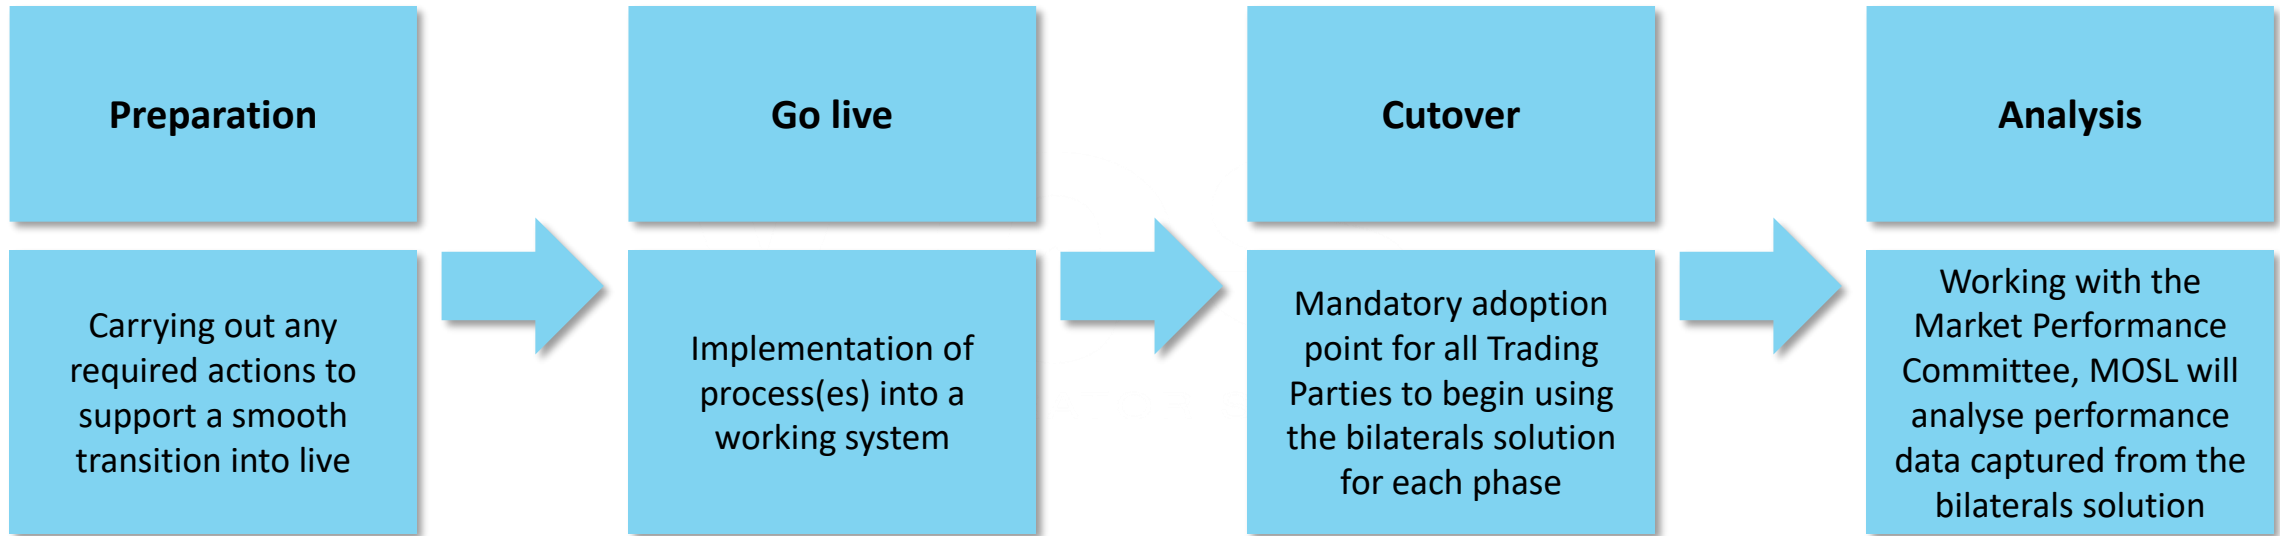 Preparation
Carrying out any
required actions to
support a smooth
transition into live
Go live
Implementation of
process(es) into a
working system
Cutover
Mandatory adoption
point for all Trading
Parties to begin using
the bilaterals solution
for each phase
Analysis
Working with the
Market Performance
Committee, MOSL will
analyse performance
data captured from the
bilaterals solution